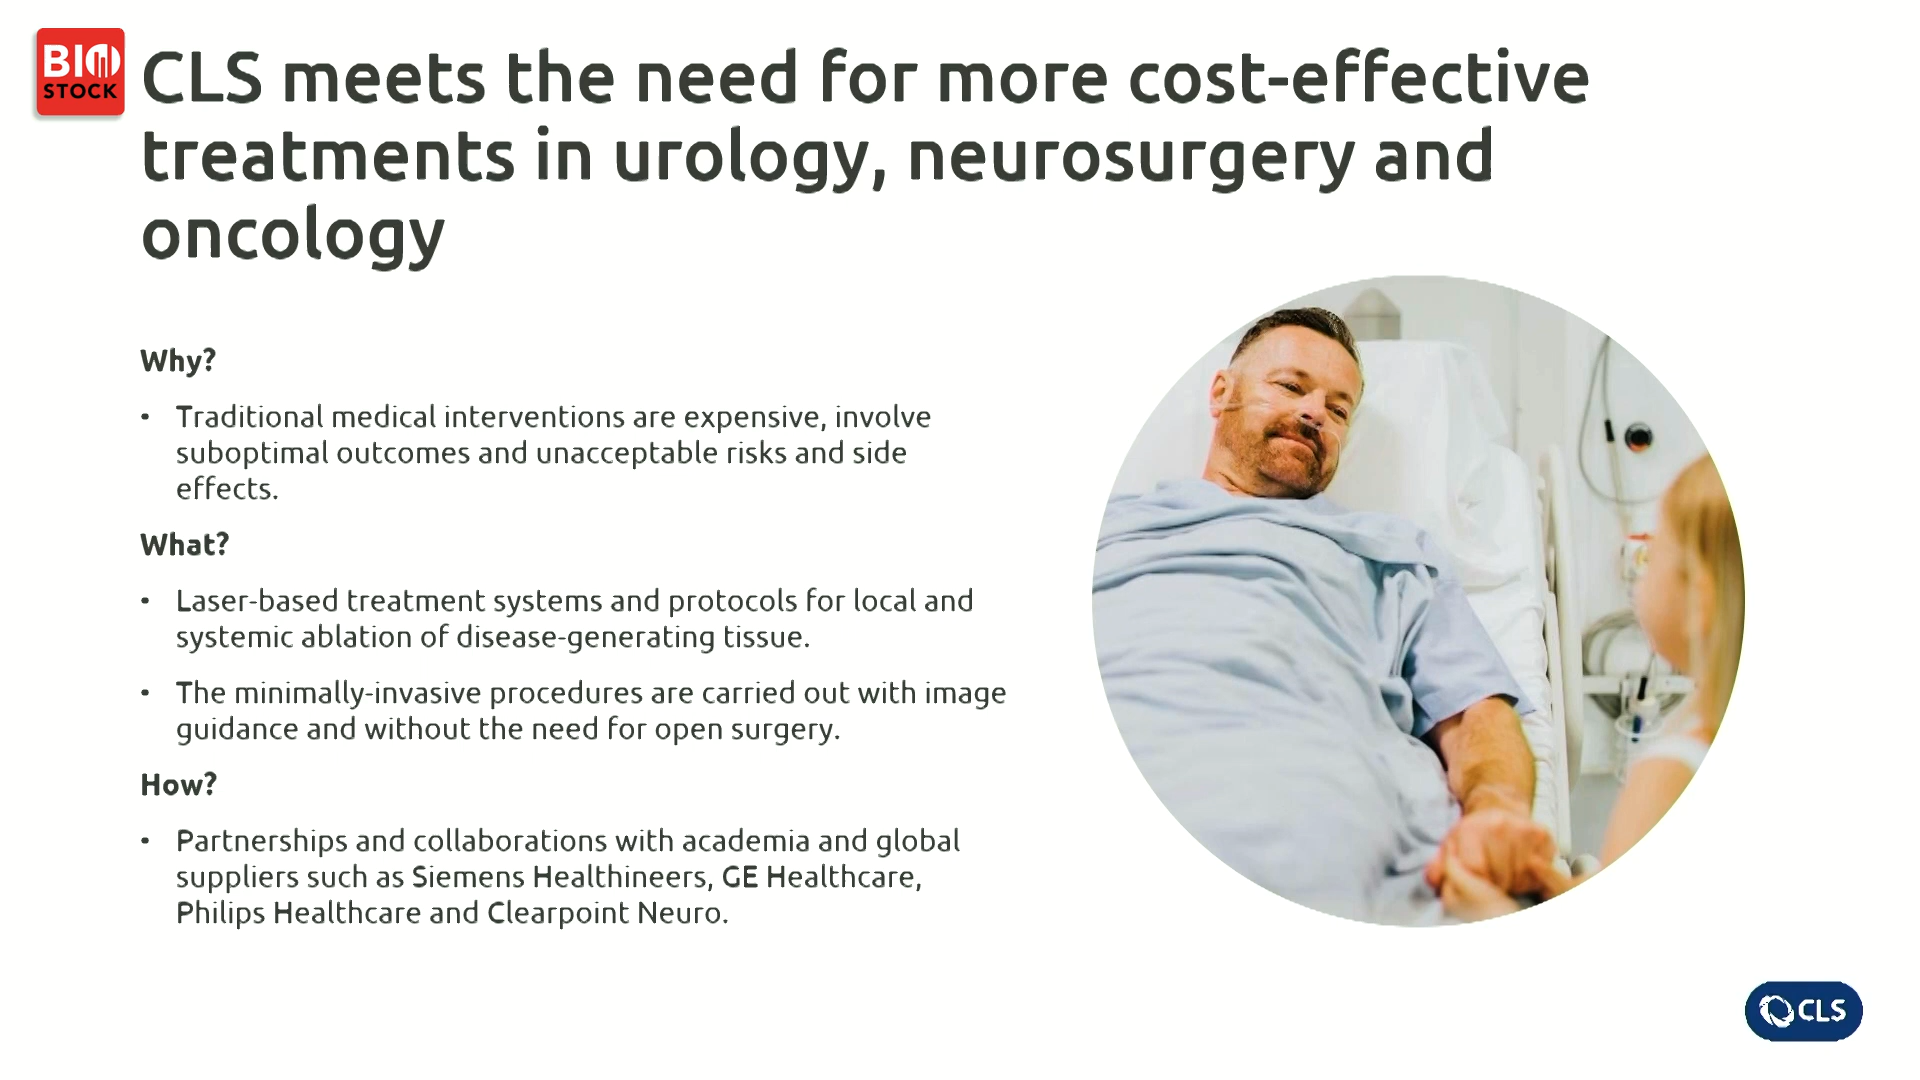 BIO
STOCK
CLS meets the need for more cost-effective
treatments in urology, neurosurgery and
oncology
Why?
• Traditional medical interventions are expensive, involve
suboptimal outcomes and unacceptable risks and side
effects.
What?
• Laser-based treatment systems and protocols for local and
systemic ablation of disease-generating tissue.
• The minimally-invasive procedures are carried out with image
guidance and without the need for open surgery.
How?
• Partnerships and collaborations with academia and global
suppliers such as Siemens Healthineers, GE Healthcare,
Philips Healthcare and Clearpoint Neuro.
CLS